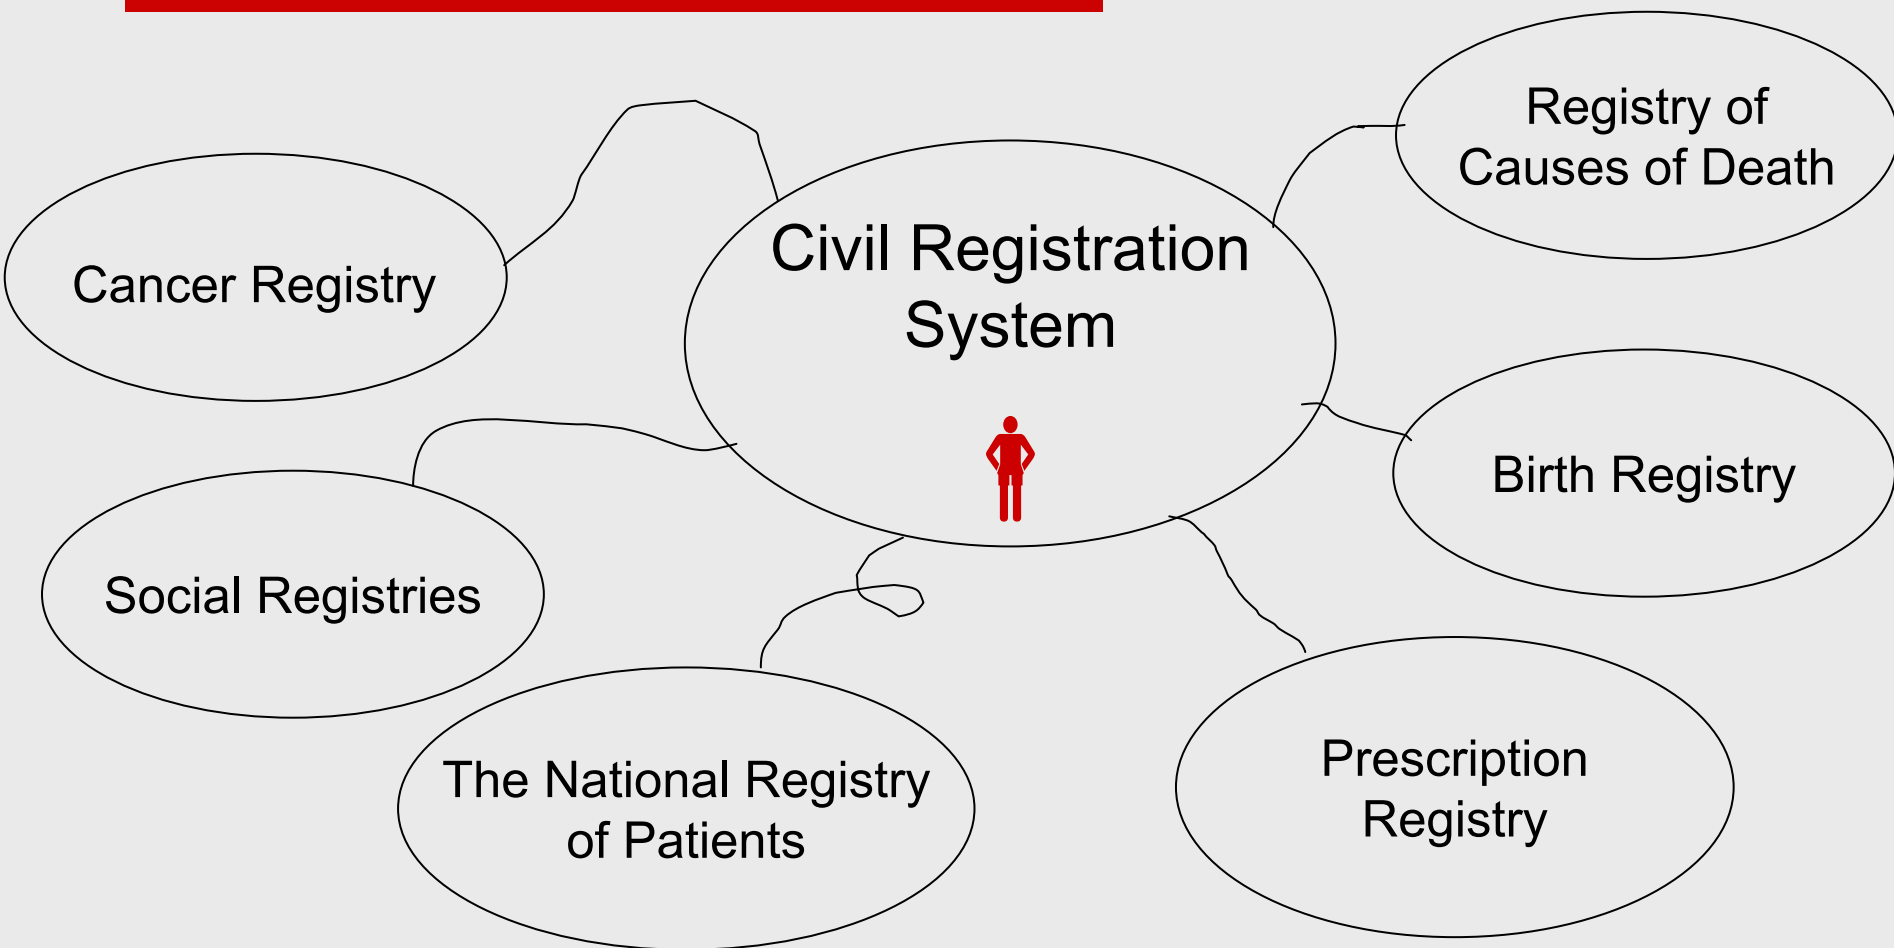 Registry of
Causes of Death
Civil Registration
System
Cancer Registry
Birth Registry
Social Registries
The National Registry
of Patients
Prescription
Registry